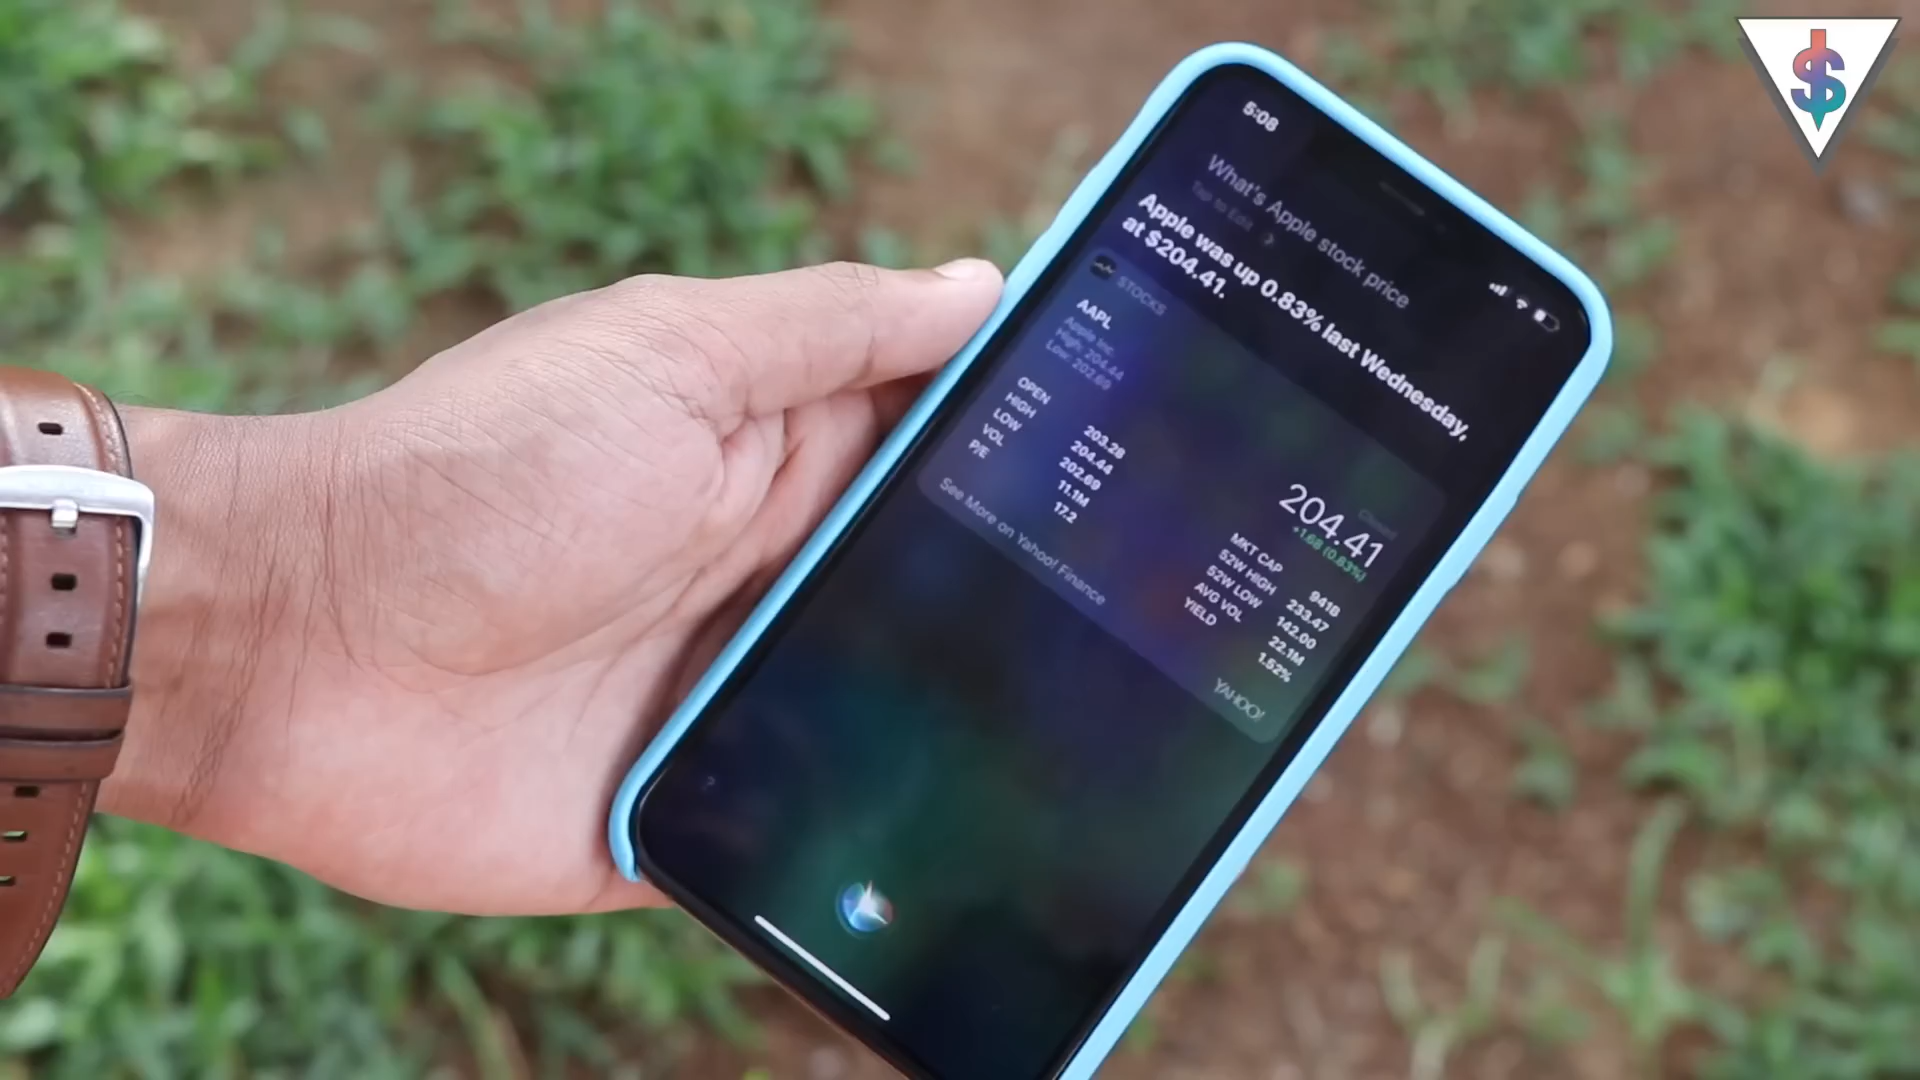 5:08
What's Apple stock price
Tap to Edit
Apple was up 0.83% last Wednesday,
at $204.41.
STOCKS
AAPL
Apple Inc.
High: 204.44
Low: 202.69
204.41
+1.68 (0.83%)
OPEN 203.28
HIGH 204.44
LOW 202.69
VOL 11.1M
P/E 17.2
MKT CAP 941B
52W HIGH 233.47
52W LOW 142.00
AVG VOL 22.1M
YIELD 1.52%
See More on Yahoo! Finance
YAHOO!
?
$